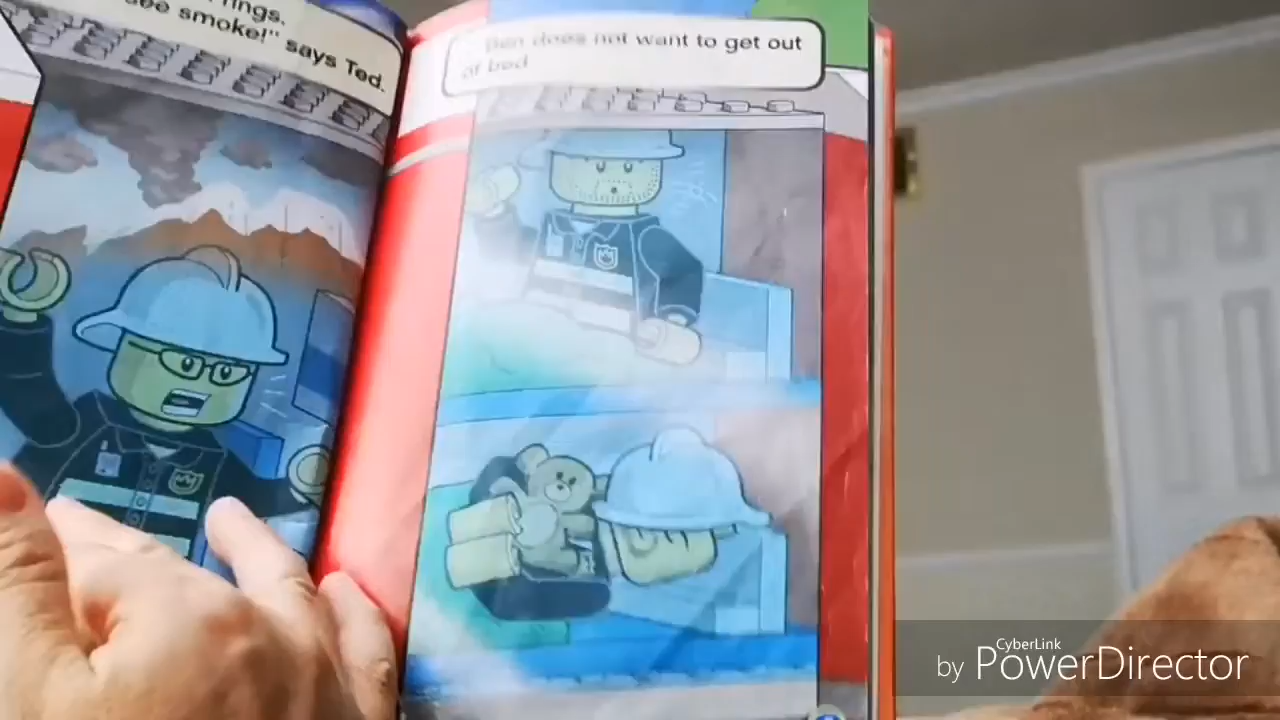 rings.
see smoke!" says Ted.
Ben does not want to get out
of bed
CyberLink
by PowerDirector